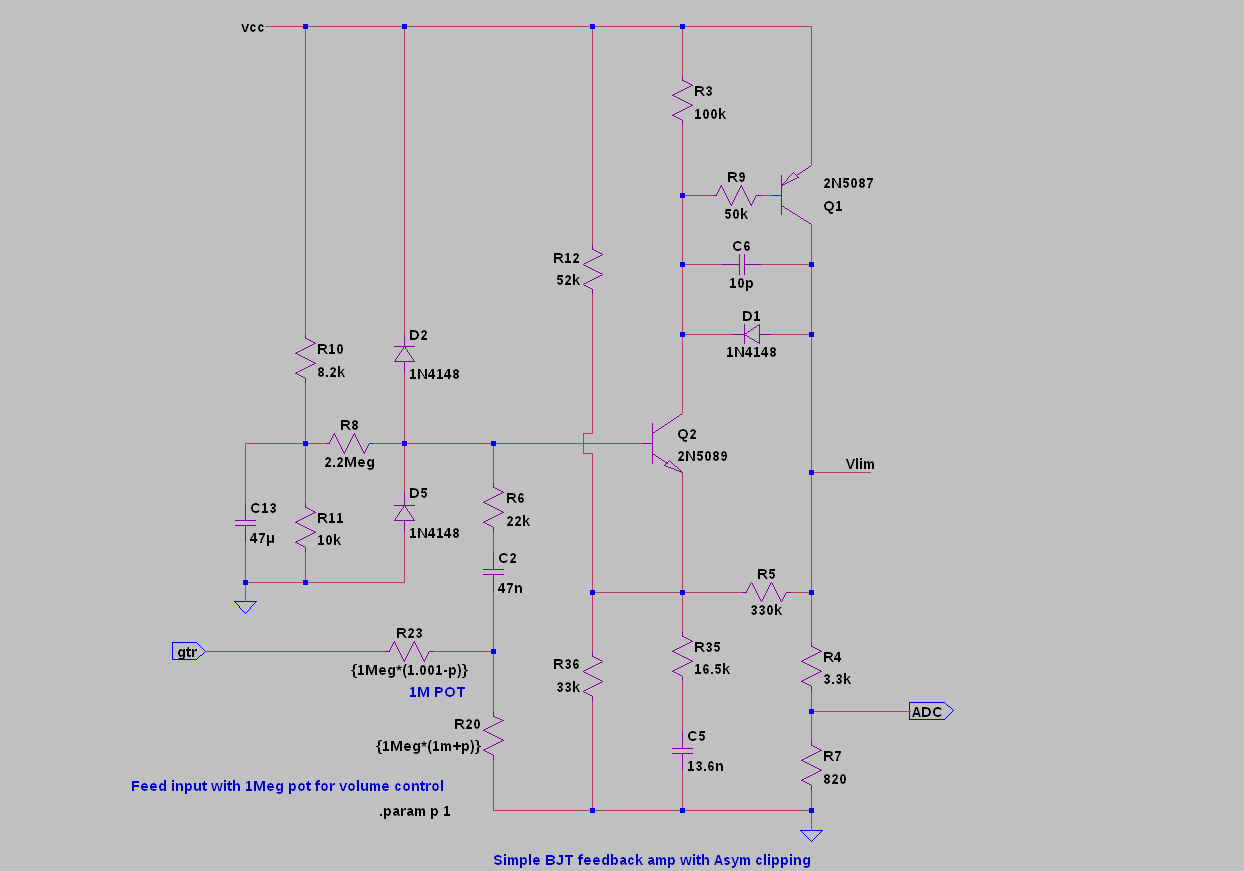 vcc
R3
100k
R9
50k
2N5087
Q1
C6
10p
R12
52k
D1
1N4148
R10
8.2k
D2
1N4148
R8
2.2Meg
Q2
2N5089
Vlim
C13
47µ
R11
10k
D5
1N4148
R6
22k
C2
47n
R5
330k
gtr
R23
{1Meg*(1.001-p)}
1M POT
R36
33k
R35
16.5k
R4
3.3k
ADC
R20
{1Meg*(1m+p)}
C5
13.6n
R7
820
Feed input with 1Meg pot for volume control
.param p 1
Simple BJT feedback amp with Asym clipping